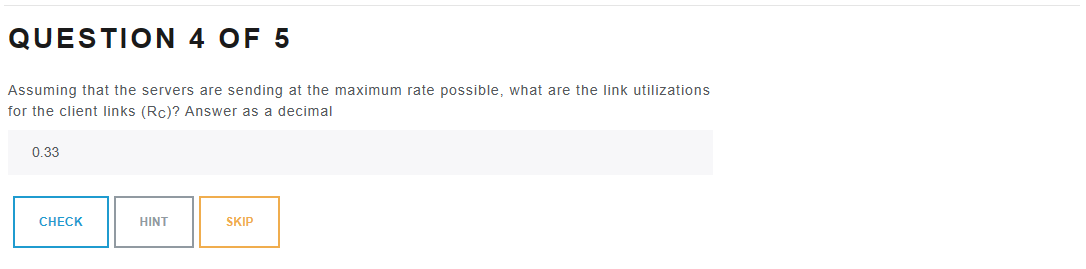 QUESTION 4 OF 5
Assuming that the servers are sending at the maximum rate possible, what are the link utilizations
for the client links (RC)? Answer as a decimal
0.33
CHECK
HINT
SKIP